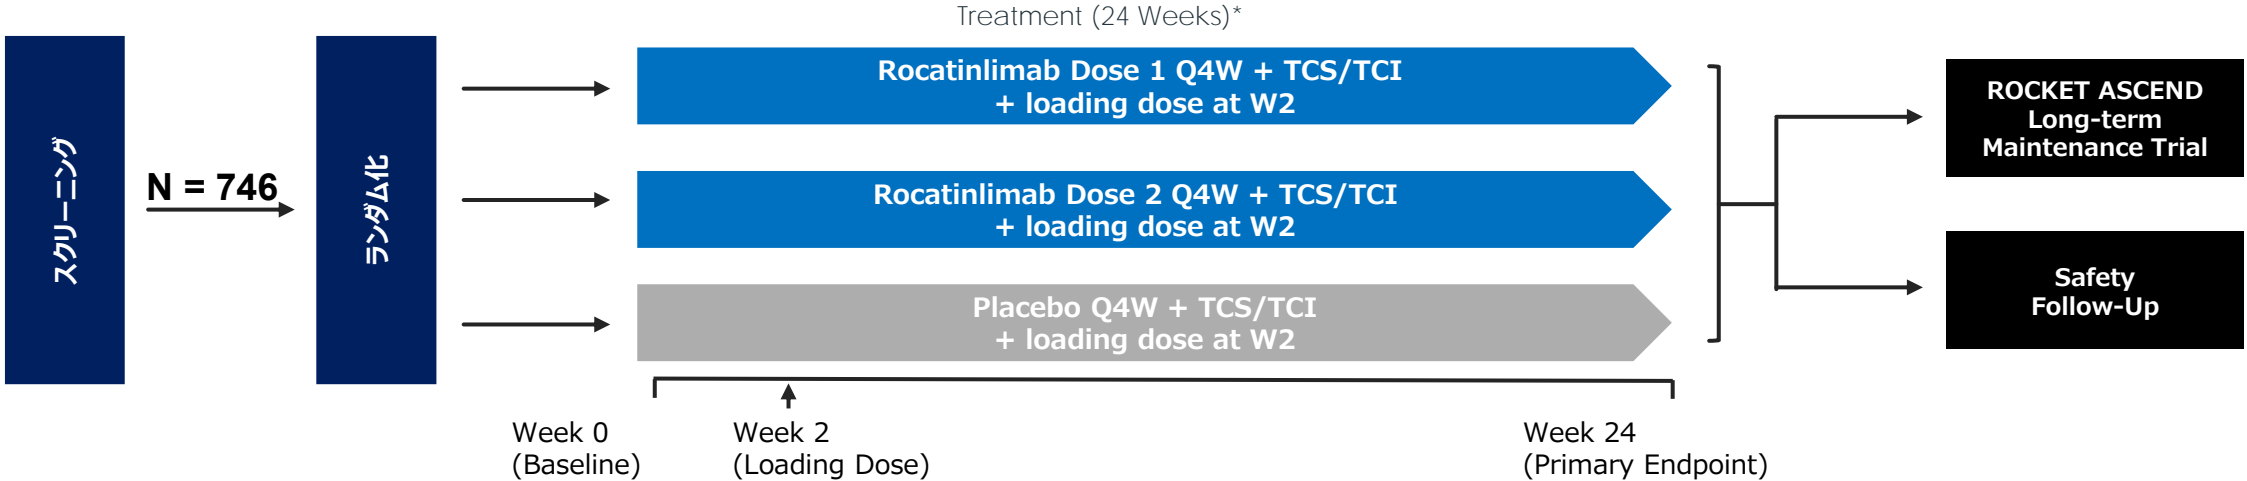 Treatment (24 Weeks)*
スクリーニング
N = 746
ランダム化
Rocatinlimab Dose 1 Q4W + TCS/TCI
+ loading dose at W2
Rocatinlimab Dose 2 Q4W + TCS/TCI
+ loading dose at W2
Placebo Q4W + TCS/TCI
+ loading dose at W2
ROCKET ASCEND
Long-term
Maintenance Trial
Safety
Follow-Up
Week 0
(Baseline)
Week 2
(Loading Dose)
Week 24
(Primary Endpoint)